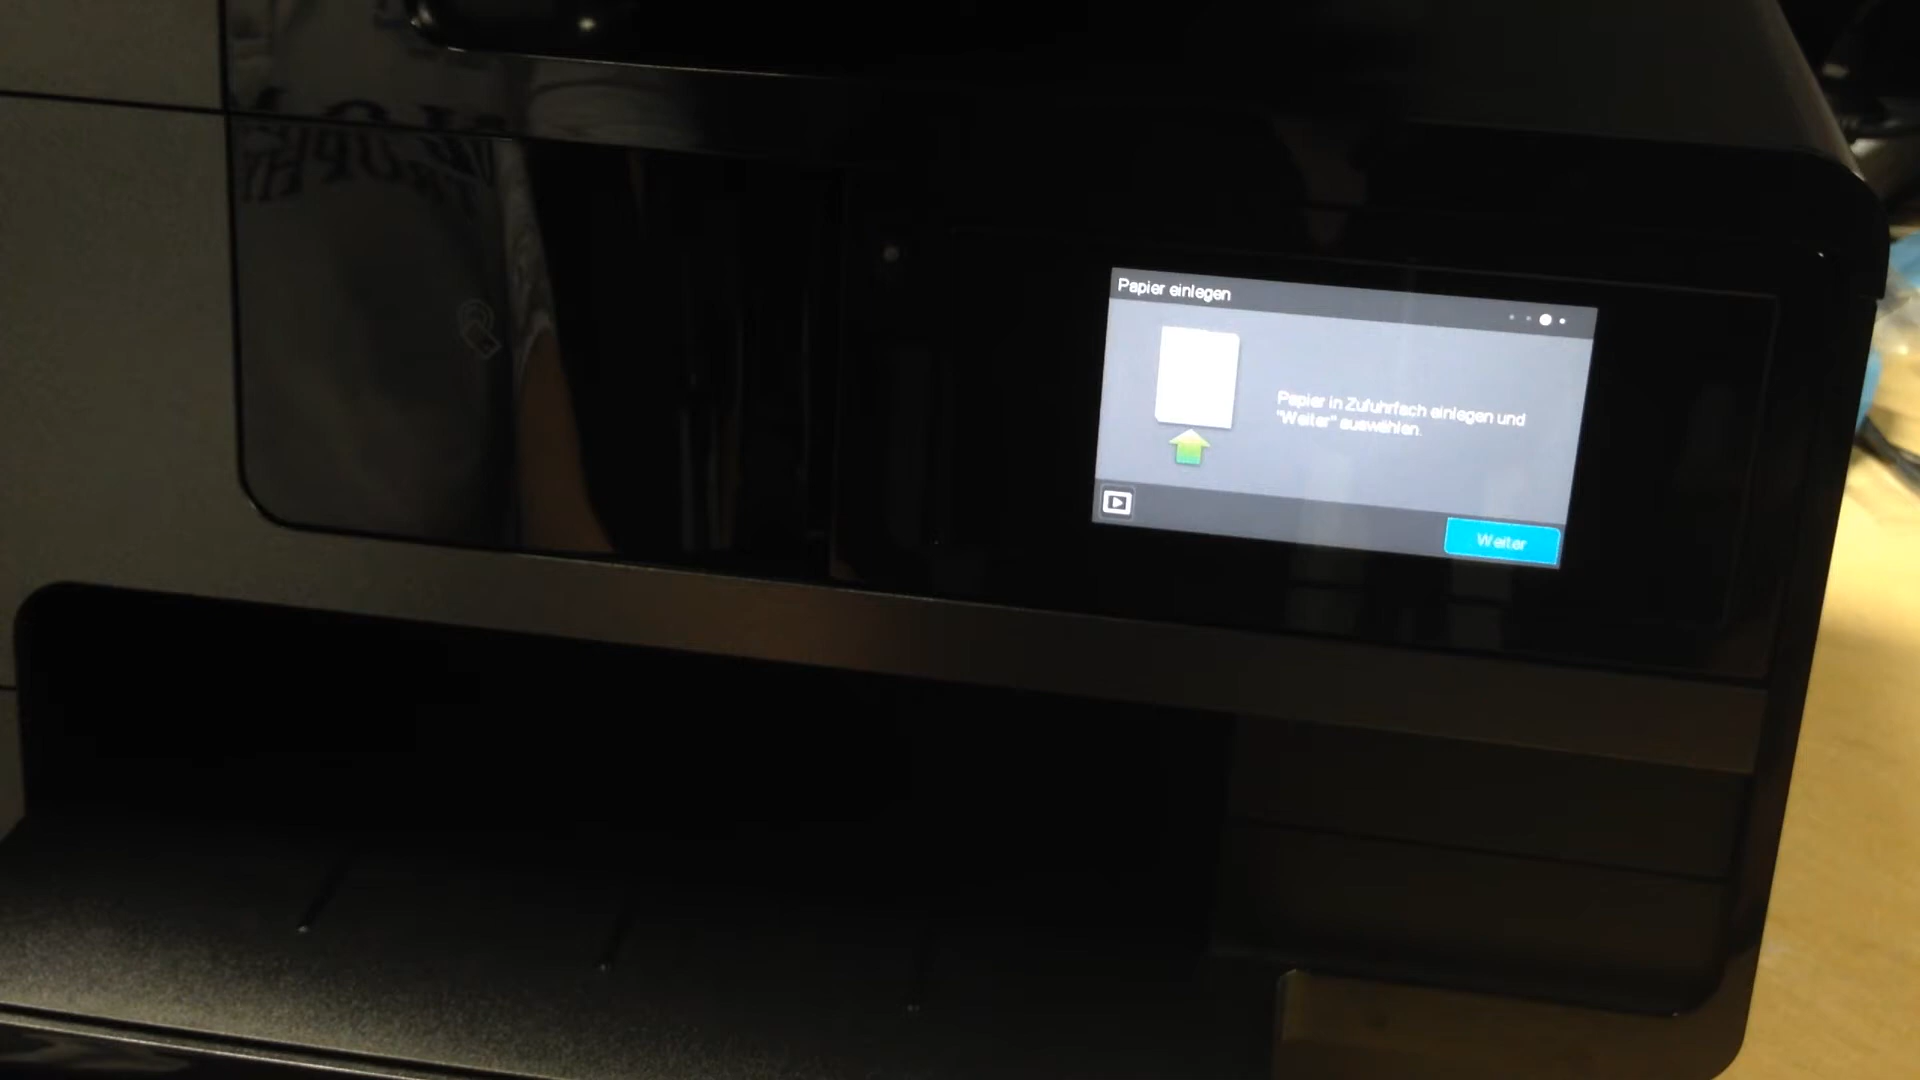 Papier einlegen
Papier in Zufuhrfach einlegen und
"Weiter" auswählen.
Weiter